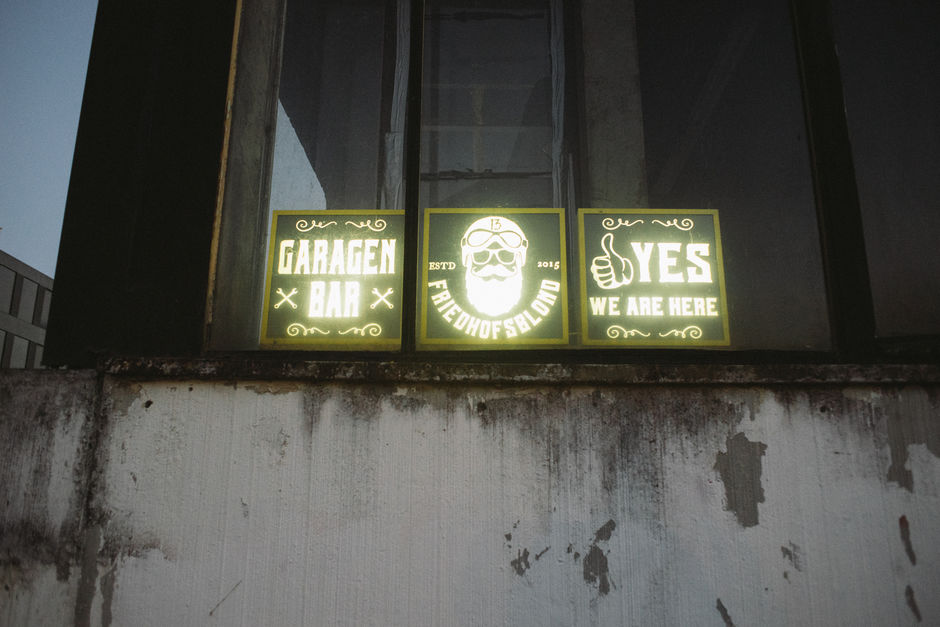 GARAGEN
BAR
13
ESTD 2015
FRIEDHOFSBLOND
YES
WE ARE HERE